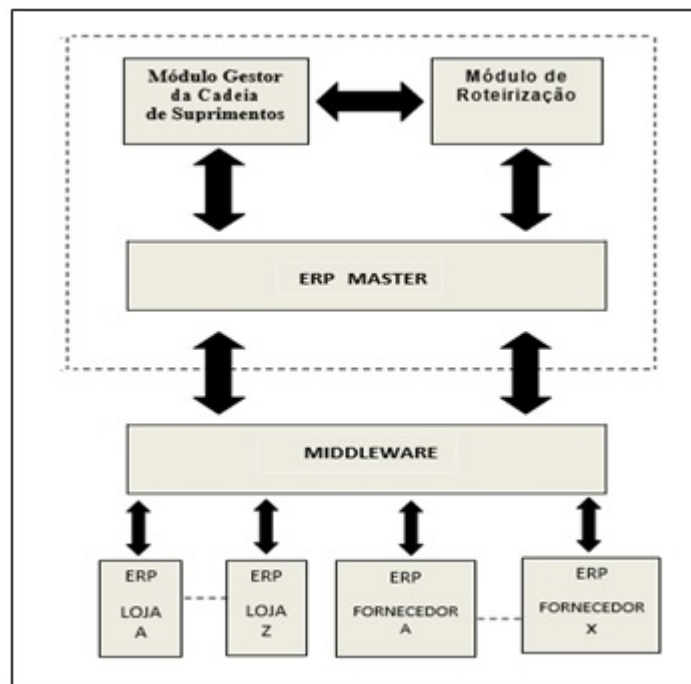 Módulo Gestor
da Cadeia
de Suprimentos
Módulo de
Roteirização
ERP MASTER
MIDDLEWARE
ERP
LOJA
A
ERP
LOJA
Z
ERP
FORNECEDOR
A
ERP
FORNECEDOR
X